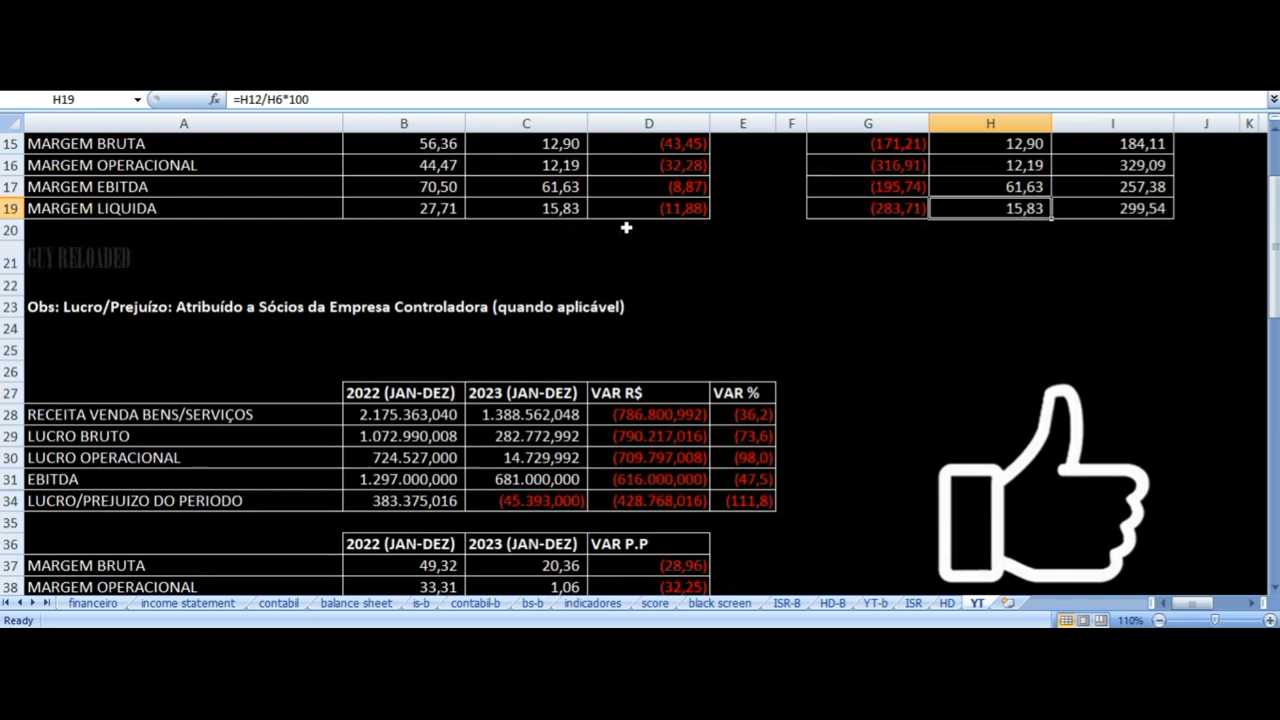 H19 fx =H12/H6*100
A B C D E F G H I J K
15 MARGEM BRUTA 56,36 12,90 (43,45) (171,21) 12,90 184,11
16 MARGEM OPERACIONAL 44,47 12,19 (32,28) (316,91) 12,19 329,09
17 MARGEM EBITDA 70,50 61,63 (8,87) (195,74) 61,63 257,38
19 MARGEM LIQUIDA 27,71 15,83 (11,88) (283,71) 15,83 299,54
20
21 GUY RELOADED
22
23 Obs: Lucro/Prejuízo: Atribuído a Sócios da Empresa Controladora (quando aplicável)
24
25
26
27 2022 (JAN-DEZ) 2023 (JAN-DEZ) VAR R$ VAR %
28 RECEITA VENDA BENS/SERVIÇOS 2.175.363,040 1.388.562,048 (786.800,992) (36,2)
29 LUCRO BRUTO 1.072.990,008 282.772,992 (790.217,016) (73,6)
30 LUCRO OPERACIONAL 724.527,000 14.729,992 (709.797,008) (98,0)
31 EBITDA 1.297.000,000 681.000,000 (616.000,000) (47,5)
34 LUCRO/PREJUIZO DO PERIODO 383.375,016 (45.393,000) (428.768,016) (111,8)
35
36 2022 (JAN-DEZ) 2023 (JAN-DEZ) VAR P.P
37 MARGEM BRUTA 49,32 20,36 (28,96)
38 MARGEM OPERACIONAL 33,31 1,06 (32,25)
financeiro income statement contabil balance sheet is-b contabil-b bs-b indicadores score black screen ISR-B HD-B YT-b ISR HD YT
Ready 110%